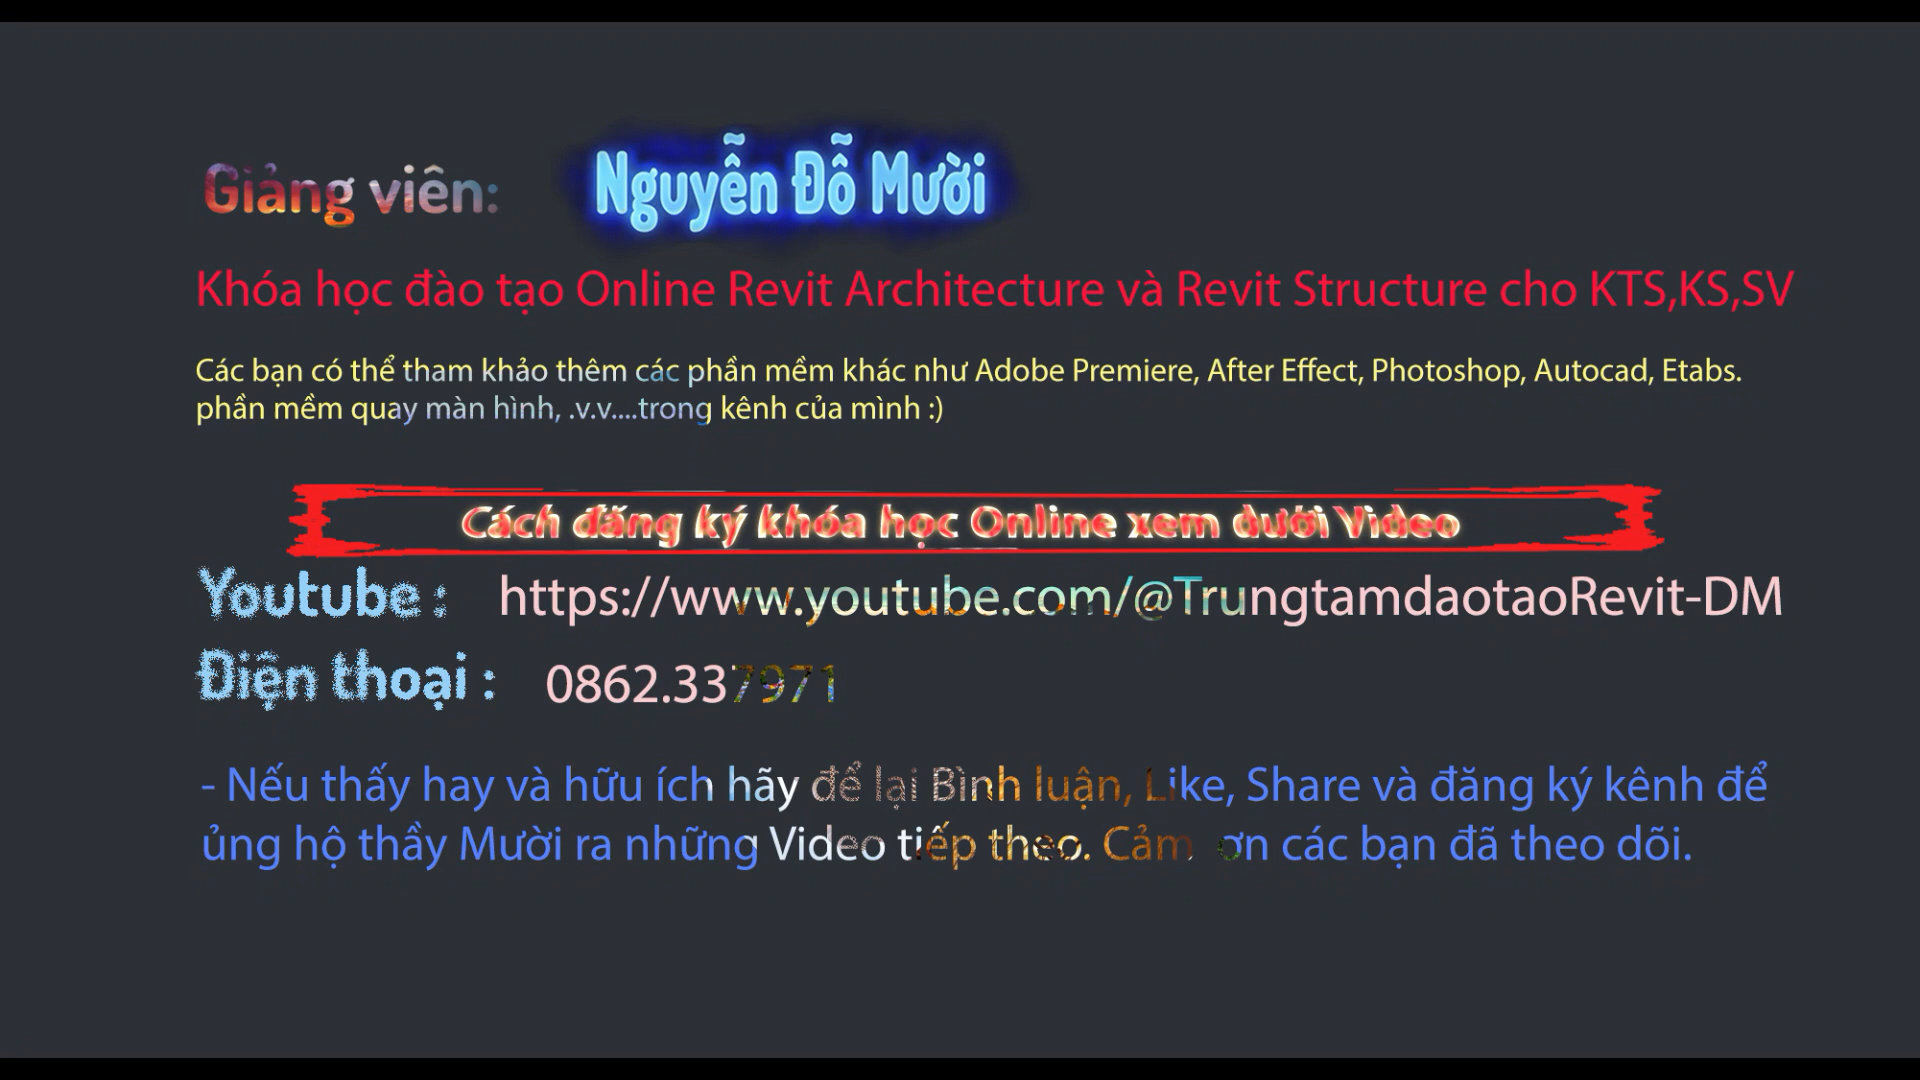 Giảng viên: Nguyễn Đỗ Mười
Khóa học đào tạo Online Revit Architecture và Revit Structure cho KTS,KS,SV
Các bạn có thể tham khảo thêm các phần mềm khác như Adobe Premiere, After Effect, Photoshop, Autocad, Etabs.
phần mềm quay màn hình, .v.v....trong kênh của mình :)
Cách đăng ký khóa học Online xem dưới Video
Youtube : https://www.youtube.com/@TrungtamdaotaoRevit-DM
Điện thoại : 0862.337971
- Nếu thấy hay và hữu ích hãy để lại Bình luận, Like, Share và đăng ký kênh để
ủng hộ thầy Mười ra những Video tiếp theo. Cảm ơn các bạn đã theo dõi.